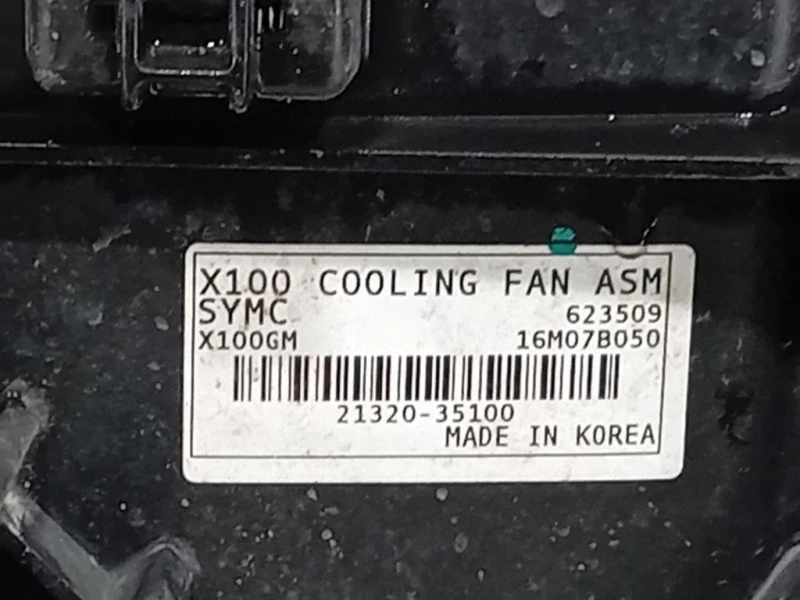 X100 COOLING FAN ASM
SYMC 623509
X100GM 16M07B050
21320-35100
MADE IN KOREA